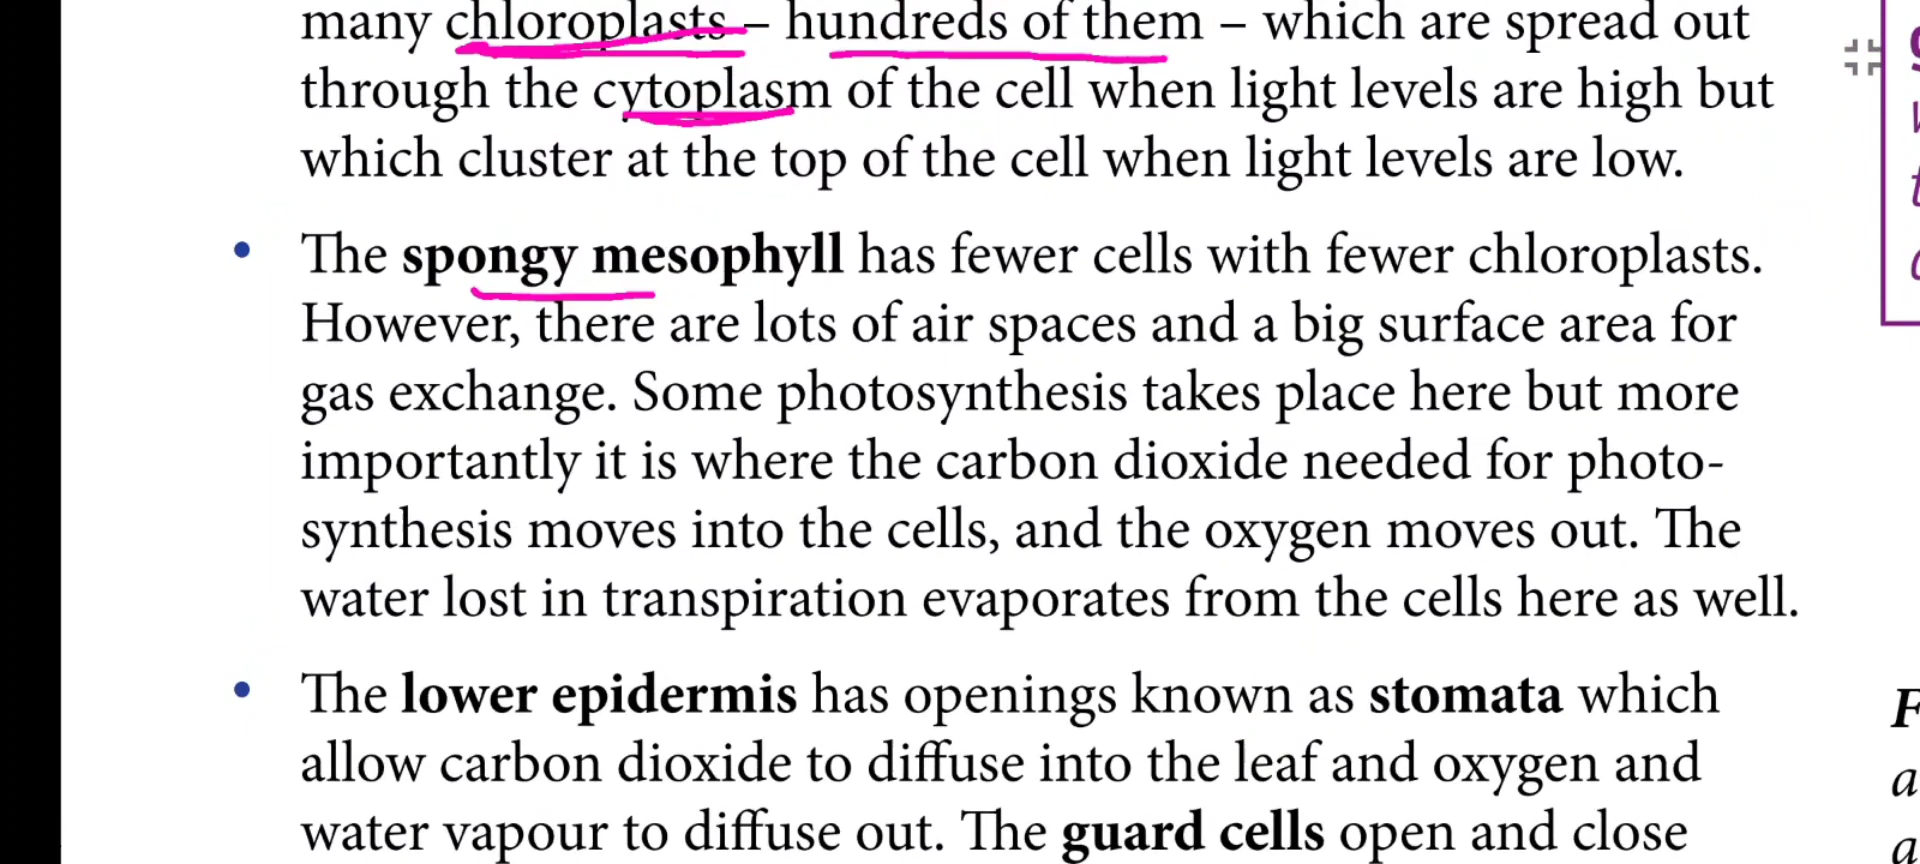 many chloroplasts – hundreds of them – which are spread out
through the cytoplasm of the cell when light levels are high but
which cluster at the top of the cell when light levels are low.
• The spongy mesophyll has fewer cells with fewer chloroplasts.
However, there are lots of air spaces and a big surface area for
gas exchange. Some photosynthesis takes place here but more
importantly it is where the carbon dioxide needed for photo-
synthesis moves into the cells, and the oxygen moves out. The
water lost in transpiration evaporates from the cells here as well.
• The lower epidermis has openings known as stomata which
allow carbon dioxide to diffuse into the leaf and oxygen and
water vapour to diffuse out. The guard cells open and close